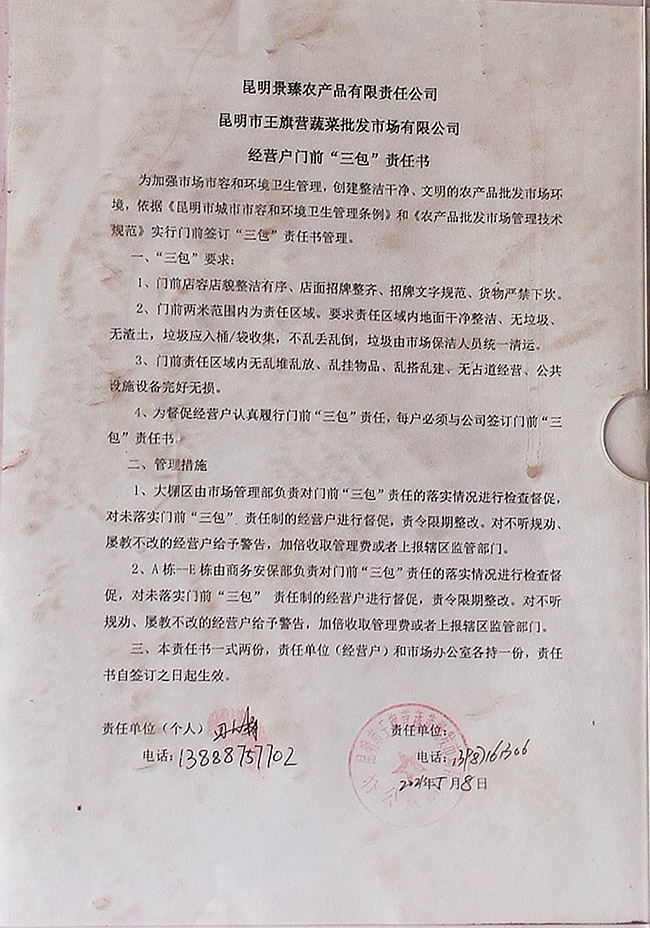 昆明景臻农产品有限责任公司
昆明市王旗营蔬菜批发市场有限公司
经营户门前“三包”责任书
为加强市场市容和环境卫生管理，创建整洁干净、文明的农产品批发市场环
境，依据《昆明市城市市容和环境卫生管理条例》和《农产品批发市场管理技术
规范》实行门前签订“三包”责任书管理。
一、“三包”要求：
1、门前店容店貌整洁有序、店面招牌整齐、招牌文字规范、货物严禁下坎。
2、门前两米范围内为责任区域。要求责任区域内地面干净整洁、无垃圾、
无渣土，垃圾应入桶/袋收集，不乱丢乱倒，垃圾由市场保洁人员统一清运。
3、门前责任区域内无乱堆乱放、乱挂物品、乱搭乱建、无占道经营、公共
设施设备完好无损。
4、为督促经营户认真履行门前“三包”责任，每户必须与公司签订门前“三
包”责任书
二、管理措施
1、大棚区由市场管理部负责对门前“三包”责任的落实情况进行检查督促，
对未落实门前“三包” 责任制的经营户进行督促，责令限期整改。对不听规劝、
屡教不改的经营户给予警告，加倍收取管理费或者上报辖区监管部门。
2、A栋--E栋由商务安保部负责对门前“三包”责任的落实情况进行检查督
促，对未落实门前“三包” 责任制的经营户进行督促，责令限期整改。对不听
规劝、屡教不改的经营户给予警告，加倍收取管理费或者上报辖区监管部门。
三、本责任书一式两份，责任单位（经营户）和市场办公室各持一份，责任
书自签订之日起生效。
责任单位（个人） 责任单位：
电话：13888757702 电话：
年5月8日